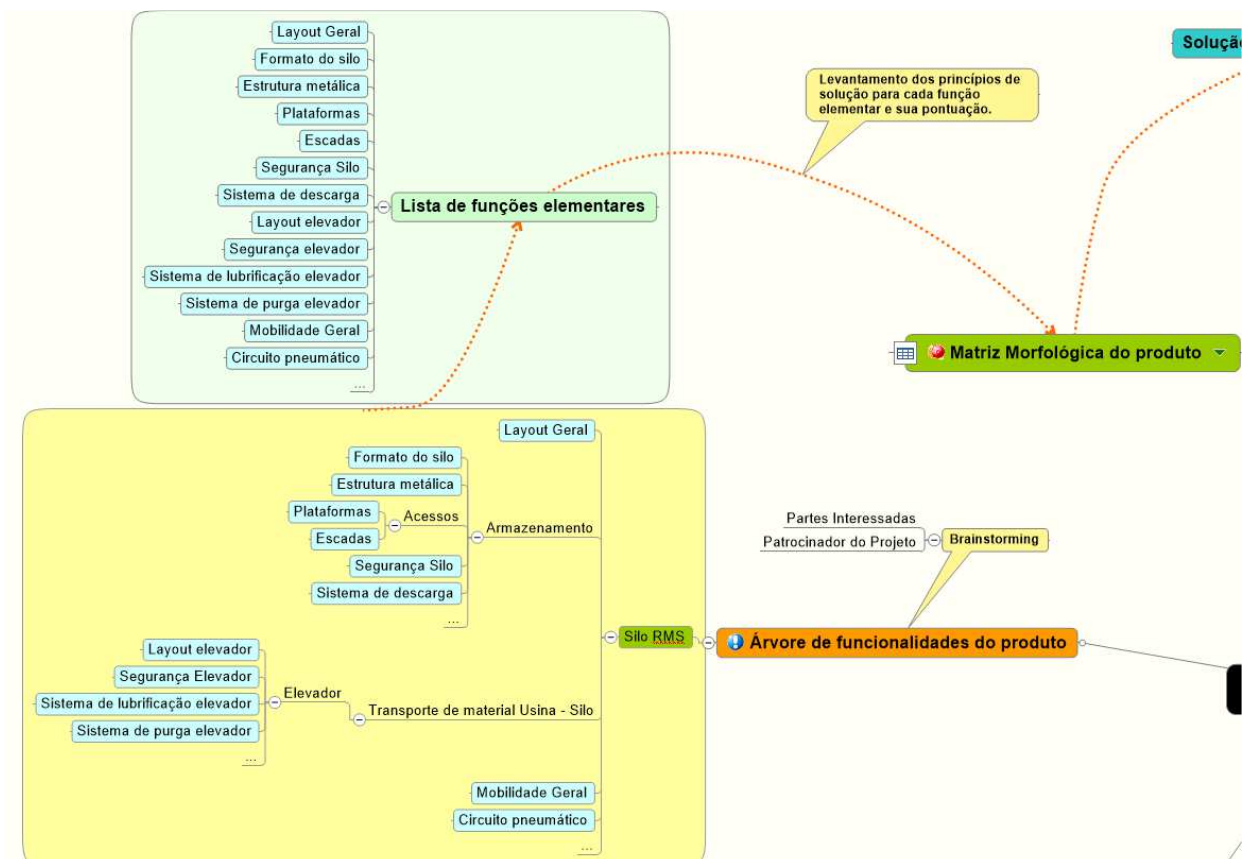 Layout Geral
Formato do silo
Estrutura metálica
Plataformas
Escadas
Segurança Silo
Sistema de descarga
Layout elevador
Segurança elevador
Sistema de lubrificação elevador
Sistema de purga elevador
Mobilidade Geral
Circuito pneumático
...
Lista de funções elementares
Levantamento dos princípios de
solução para cada função
elementar e sua pontuação.
Solução
Matriz Morfológica do produto
Layout Geral
Formato do silo
Estrutura metálica
Plataformas
Escadas
Acessos
Segurança Silo
Sistema de descarga
...
Armazenamento
Layout elevador
Segurança Elevador
Sistema de lubrificação elevador
Sistema de purga elevador
...
Elevador
Transporte de material Usina - Silo
Mobilidade Geral
Circuito pneumático
...
Silo RMS
Partes Interessadas
Patrocinador do Projeto
Brainstorming
Árvore de funcionalidades do produto